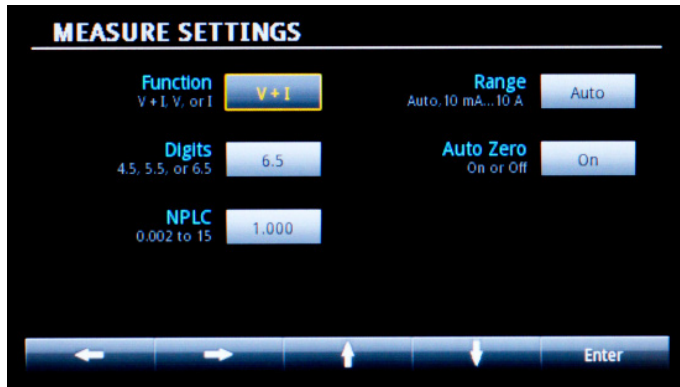 MEASURE SETTINGS
Function
V + I, V, or I
V + I
Range
Auto, 10 mA...10 A
Auto
Digits
4.5, 5.5, or 6.5
6.5
Auto Zero
On or Off
On
NPLC
0.002 to 15
1.000
Enter